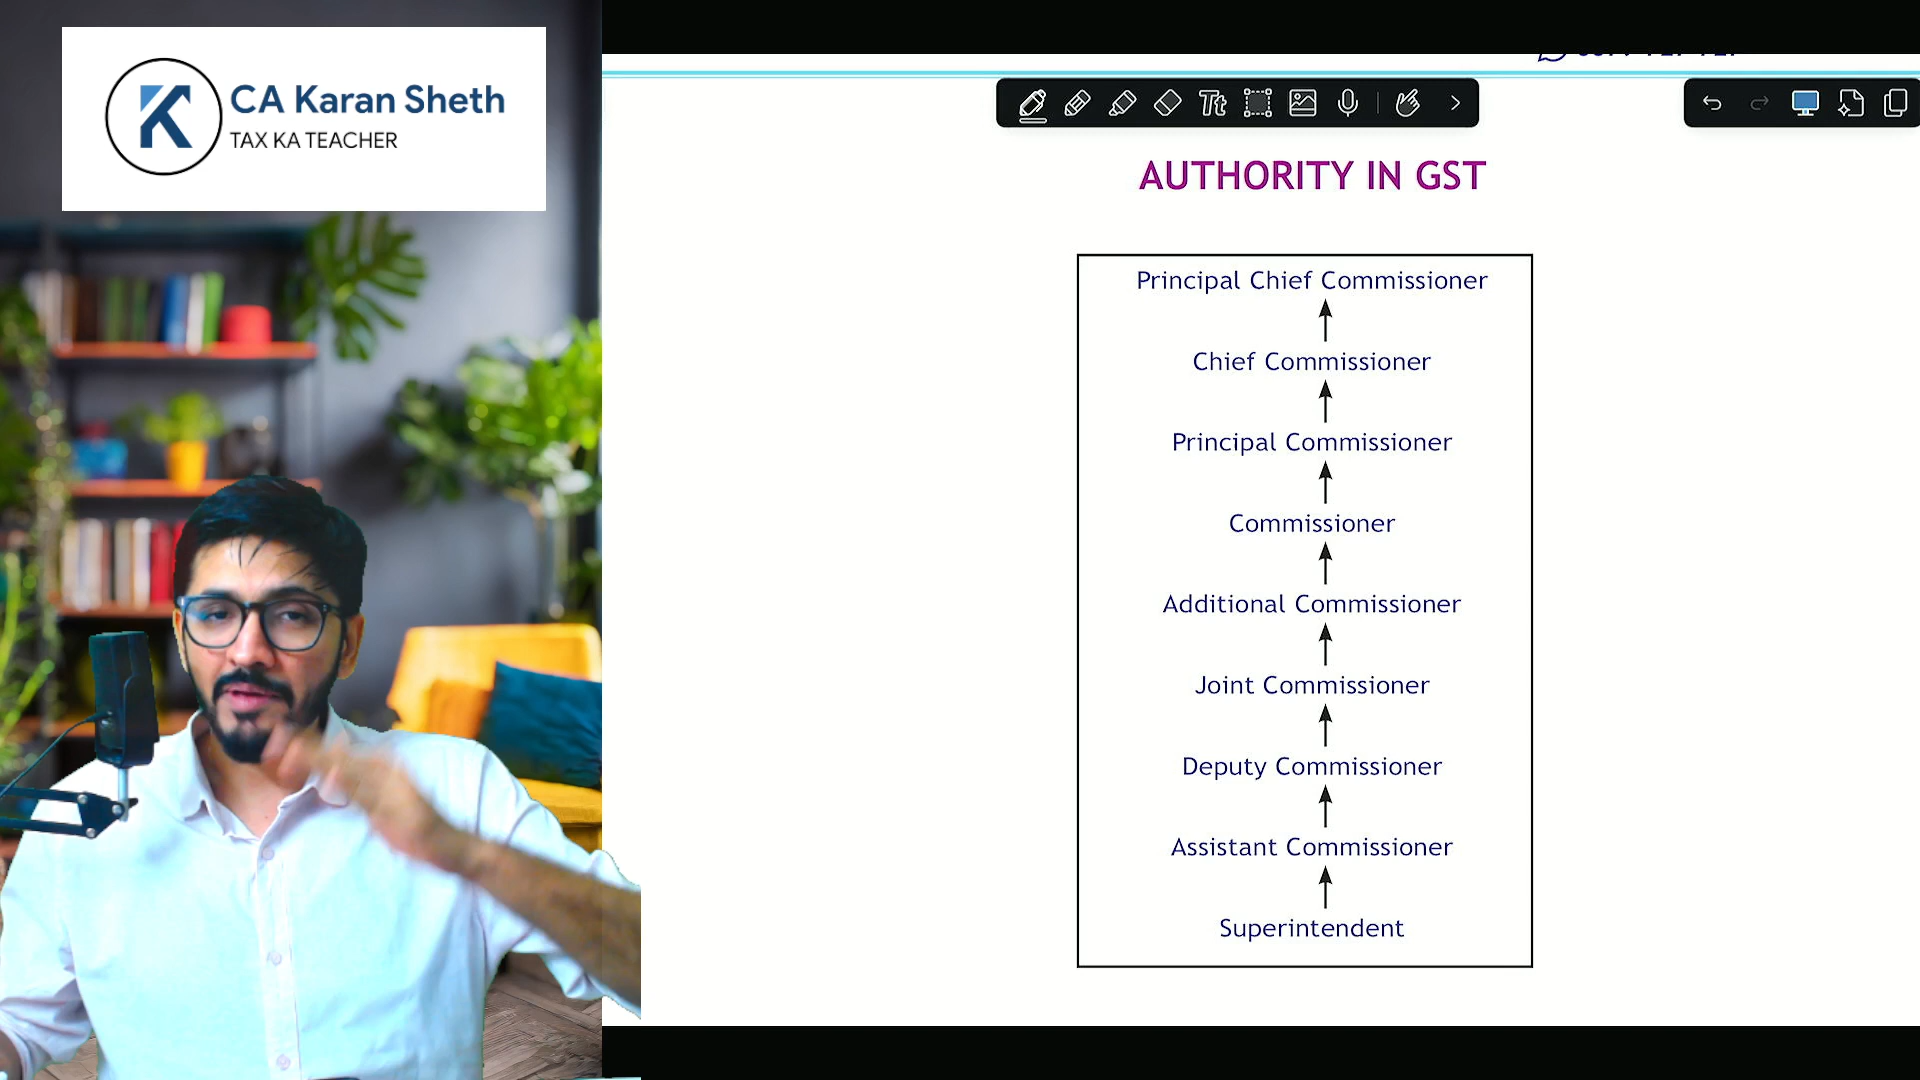 CA Karan Sheth
TAX KA TEACHER
Tt
AUTHORITY IN GST
Principal Chief Commissioner
Chief Commissioner
Principal Commissioner
Commissioner
Additional Commissioner
Joint Commissioner
Deputy Commissioner
Assistant Commissioner
Superintendent